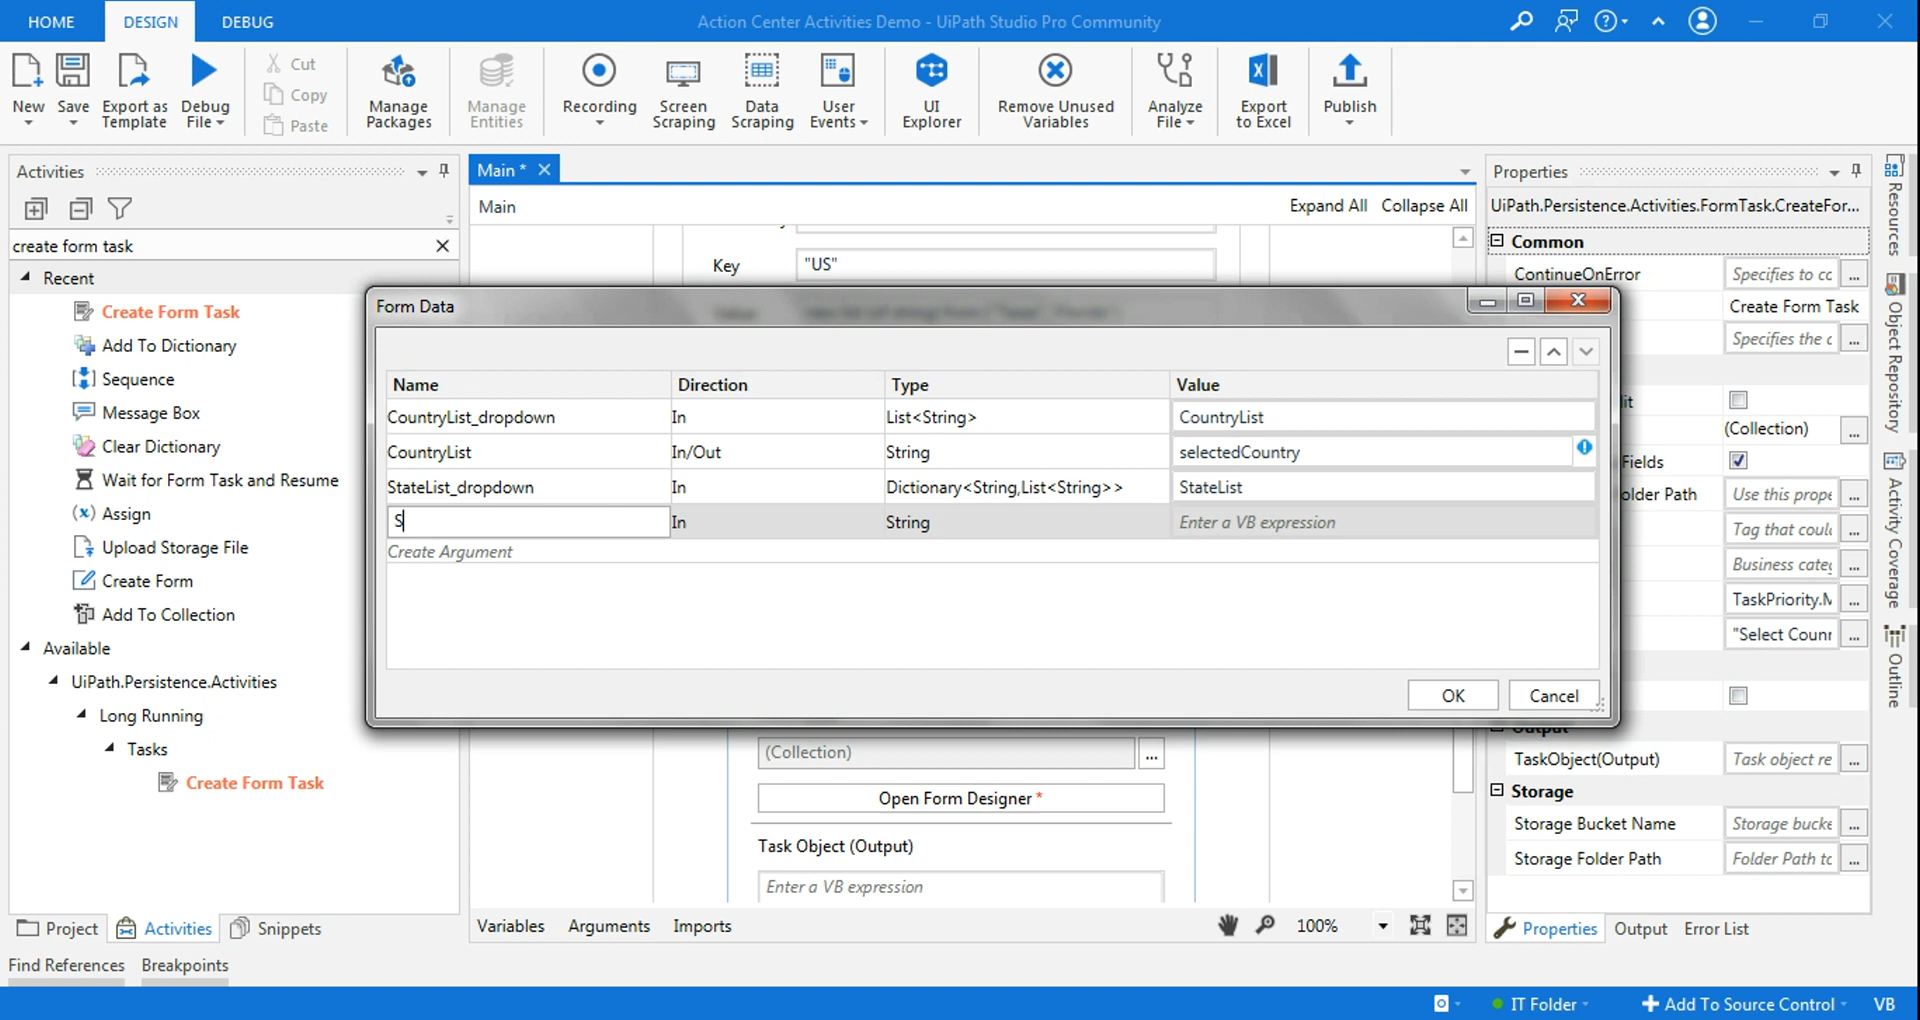 HOME DESIGN DEBUG Action Center Activities Demo - UiPath Studio Pro Community
New Save Export as Template Debug File Cut Copy Paste Manage Packages Manage Entities Recording Screen Scraping Data Scraping User Events UI Explorer Remove Unused Variables Analyze File Export to Excel Publish
Activities
create form task
Recent
Create Form Task
Add To Dictionary
Sequence
Message Box
Clear Dictionary
Wait for Form Task and Resume
Assign
Upload Storage File
Create Form
Add To Collection
Available
UiPath.Persistence.Activities
Long Running
Tasks
Create Form Task
Project Activities Snippets
Find References Breakpoints
Main *
Main Expand All Collapse All
Key "US"
Form Data
Name Direction Type Value
CountryList_dropdown In List<String> CountryList
CountryList In/Out String selectedCountry
StateList_dropdown In Dictionary<String,List<String>> StateList
S In String Enter a VB expression
Create Argument
OK Cancel
(Collection) ...
Open Form Designer *
Task Object (Output)
Enter a VB expression
Variables Arguments Imports 100%
Properties
UiPath.Persistence.Activities.FormTask.CreateFor...
Common
ContinueOnError Specifies to cc ...
Create Form Task
Specifies the c ...
it
(Collection) ...
Fields
older Path Use this prope ...
Tag that coul ...
Business cate ...
TaskPriority.M ...
"Select Coun ...
Output
TaskObject(Output) Task object re ...
Storage
Storage Bucket Name Storage bucke ...
Storage Folder Path Folder Path tc ...
Properties Output Error List
Resources
Object Repository
Activity Coverage
Outline
IT Folder Add To Source Control VB